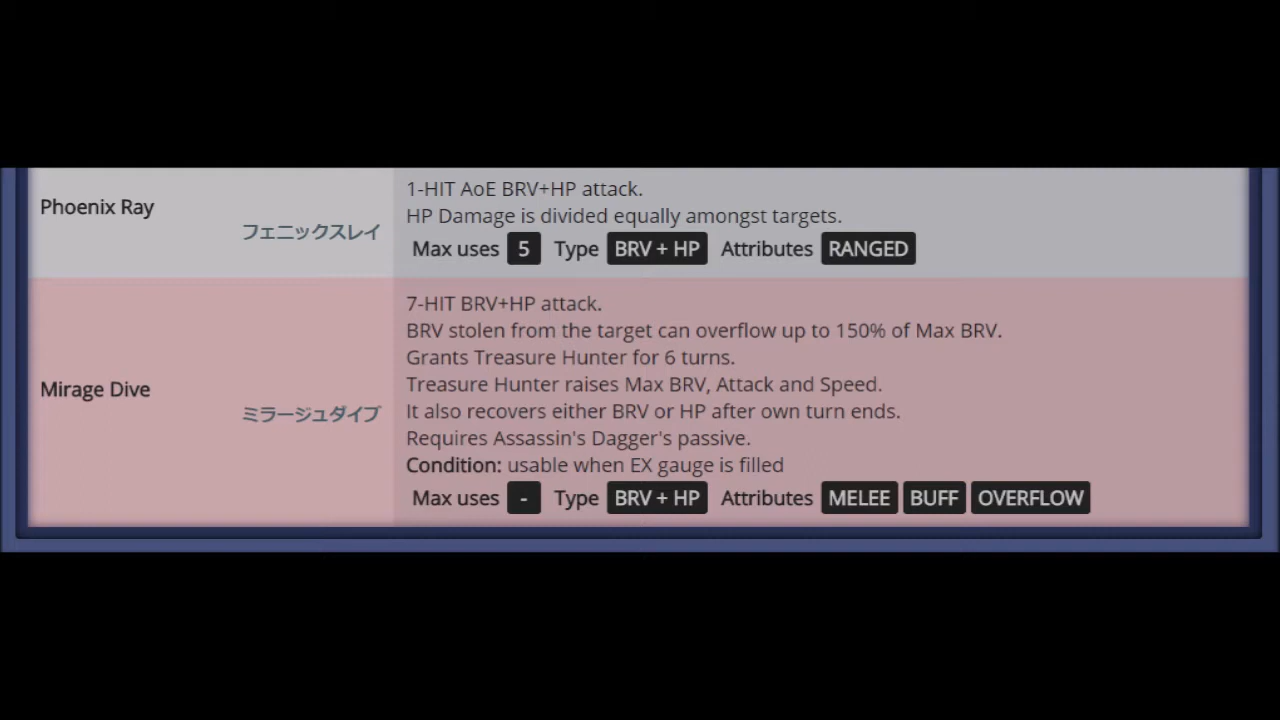 Phoenix Ray
フェニックスレイ
1-HIT AoE BRV+HP attack.
HP Damage is divided equally amongst targets.
Max uses 5 Type BRV + HP Attributes RANGED
Mirage Dive
ミラージュダイブ
7-HIT BRV+HP attack.
BRV stolen from the target can overflow up to 150% of Max BRV.
Grants Treasure Hunter for 6 turns.
Treasure Hunter raises Max BRV, Attack and Speed.
It also recovers either BRV or HP after own turn ends.
Requires Assassin's Dagger's passive.
Condition: usable when EX gauge is filled
Max uses - Type BRV + HP Attributes MELEE BUFF OVERFLOW